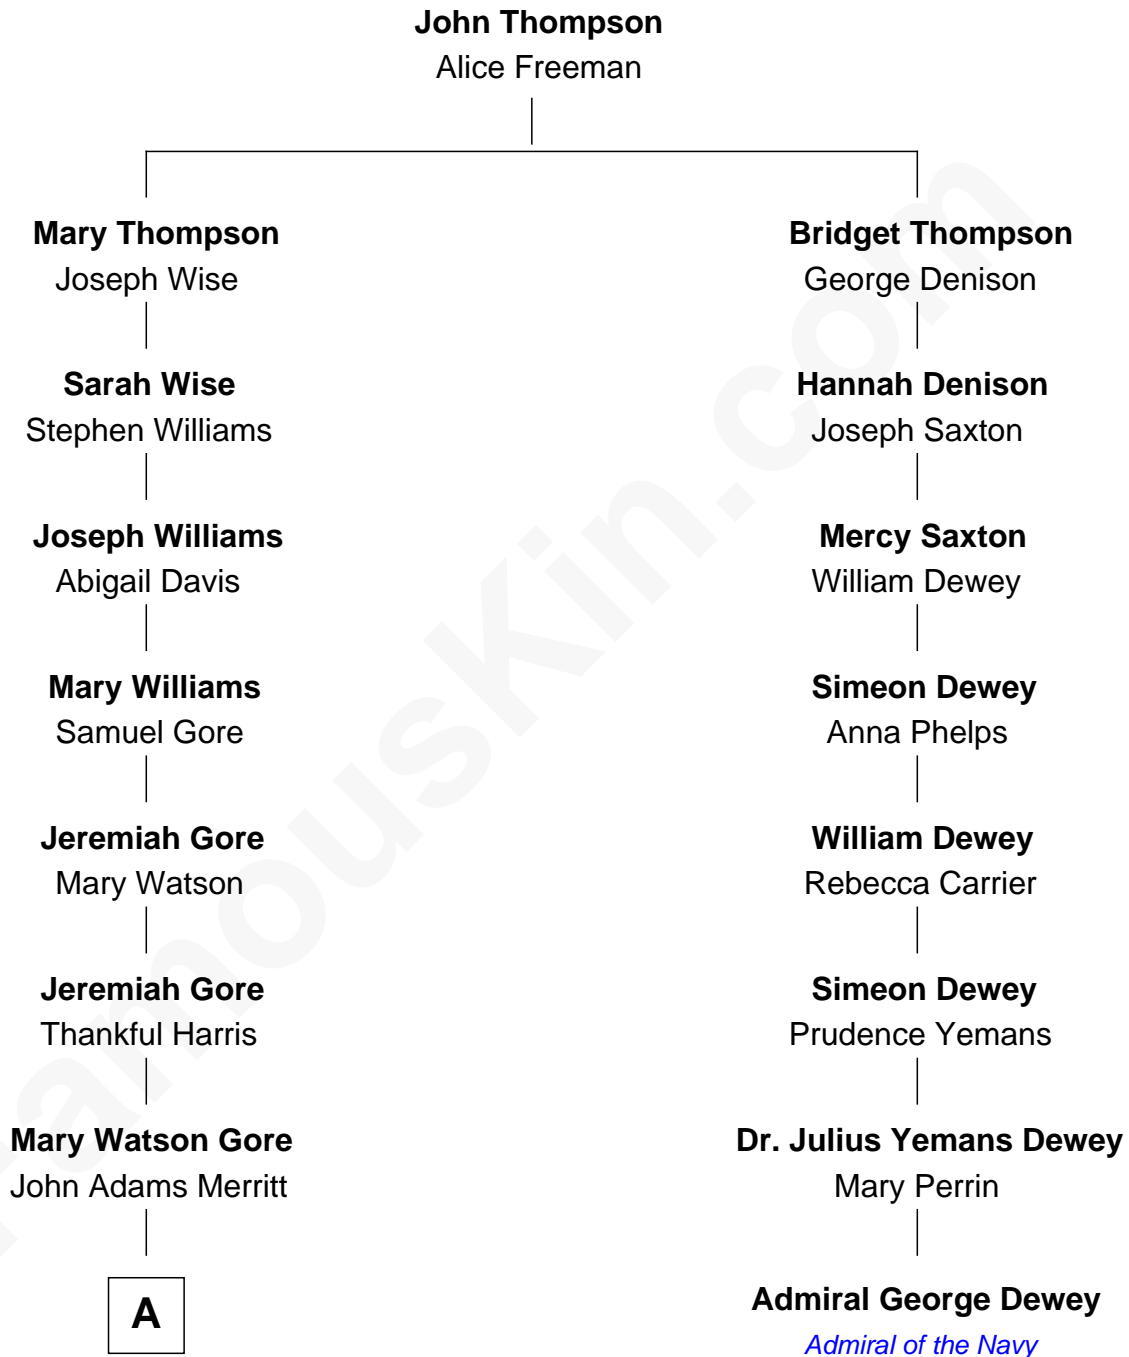 John Thompson
Alice Freeman
Mary Thompson
Joseph Wise
Bridget Thompson
George Denison
Sarah Wise
Stephen Williams
Hannah Denison
Joseph Saxton
Joseph Williams
Abigail Davis
Mercy Saxton
William Dewey
Mary Williams
Samuel Gore
Simeon Dewey
Anna Phelps
Jeremiah Gore
Mary Watson
William Dewey
Rebecca Carrier
Jeremiah Gore
Thankful Harris
Simeon Dewey
Prudence Yemans
Mary Watson Gore
John Adams Merritt
Dr. Julius Yemans Dewey
Mary Perrin
A
Admiral George Dewey
Admiral of the Navy
FamousKin.com